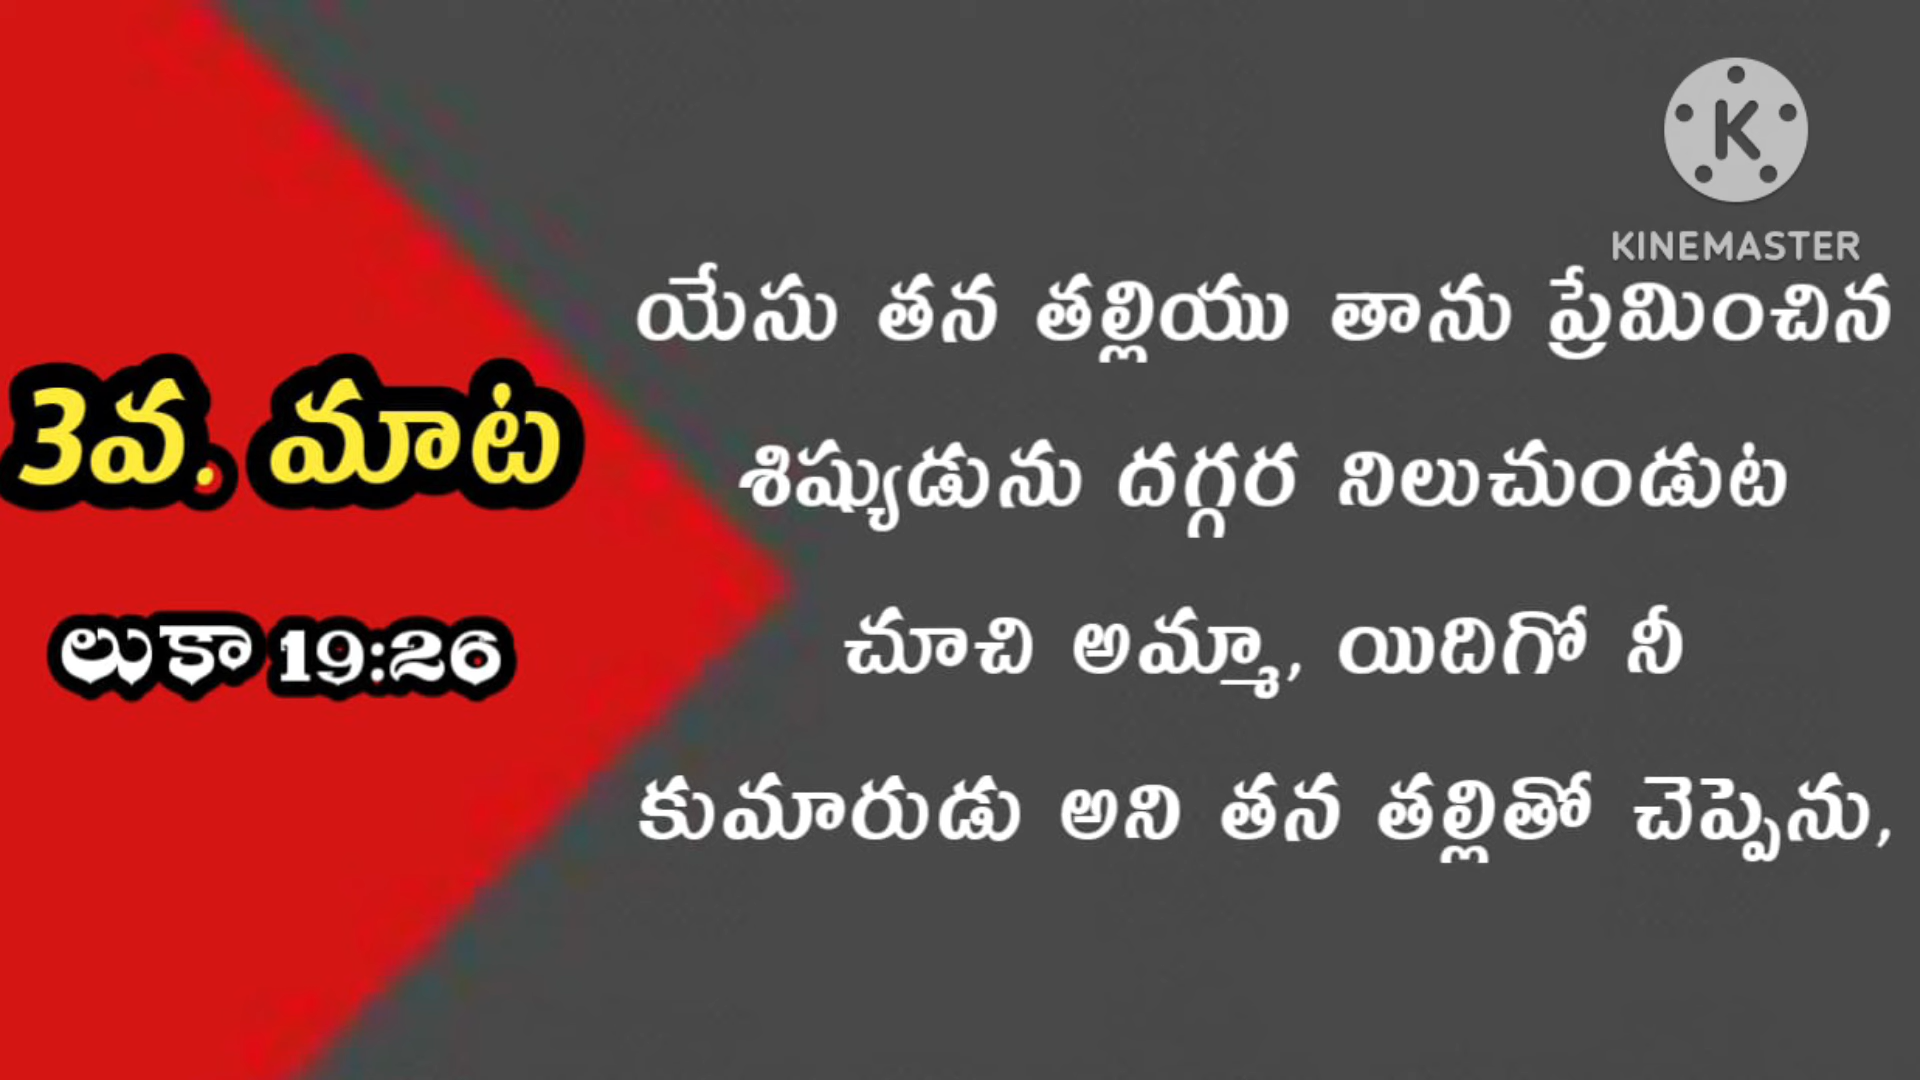 KINEMASTER
3వ. మాట
లుకా 19:26
యేసు తన తల్లియు తాను ప్రేమించిన
శిష్యుడును దగ్గర నిలుచుండుట
చూచి అమ్మా, యిదిగో నీ
కుమారుడు అని తన తల్లితో చెప్పెను,